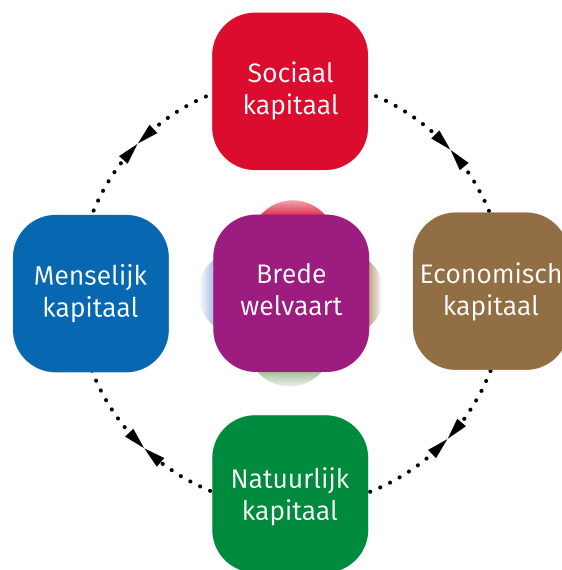 Sociaal
kapitaal
Menselijk
kapitaal
Brede
welvaart
Economisch
kapitaal
Natuurlijk
kapitaal